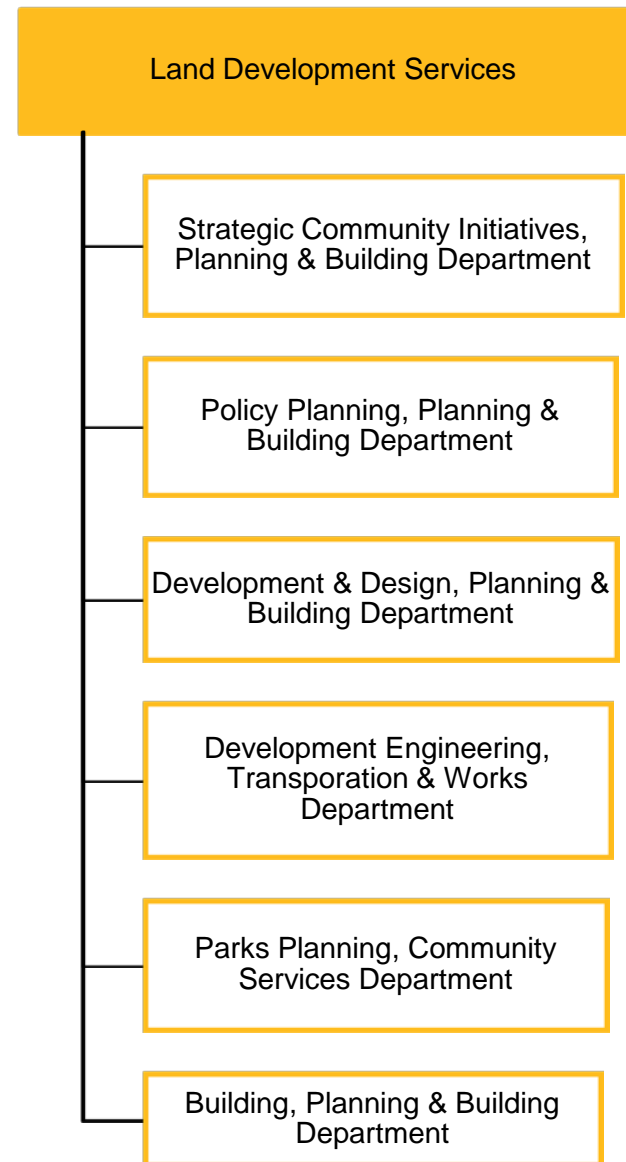 Land Development Services
Strategic Community Initiatives,
Planning & Building Department
Policy Planning, Planning &
Building Department
Development & Design, Planning &
Building Department
Development Engineering,
Transporation & Works
Department
Parks Planning, Community
Services Department
Building, Planning & Building
Department